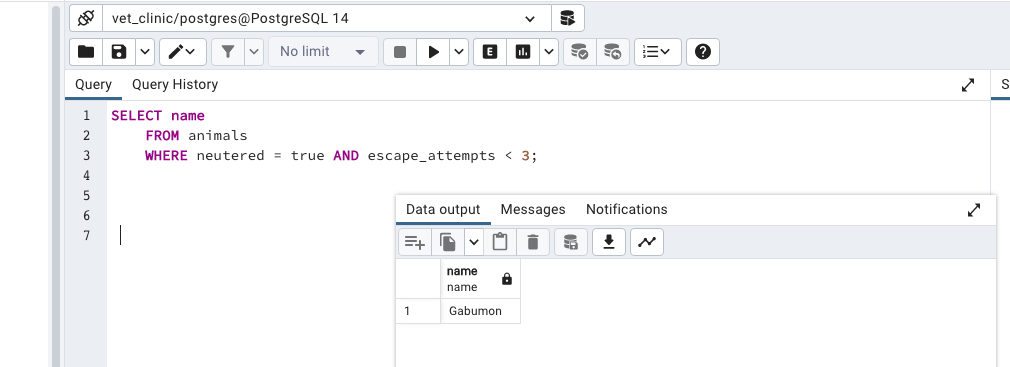 vet_clinic/postgres@PostgreSQL 14
No limit
E
Query Query History
S
1 SELECT name
2 FROM animals
3 WHERE neutered = true AND escape_attempts < 3;
4
5
6
7
Data output Messages Notifications
name
name
1 Gabumon